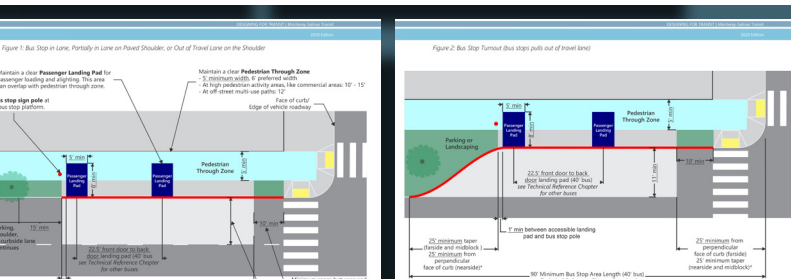 DESIGNING FOR TRANSIT | Monterey-Salinas Transit
2020 Edition
Figure 1: Bus Stop in Lane, Partially in Lane on Paved Shoulder, or Out of Travel Lane on the Shoulder
Maintain a clear Passenger Landing Pad for
passenger loading and alighting. This area
can overlap with pedestrian through zone.
stop sign pole at
bus stop platform.
Maintain a clear Pedestrian Through Zone
- 5' minimum width, 6' preferred width
- At high pedestrian activity areas, like commercial areas: 10' - 15'
- At off-street multi-use paths: 12'
Face of curb/
Edge of vehicle roadway
5' min
Passenger
Landing
Pad
8' min
Passenger
Landing
Pad
Pedestrian
Through Zone
5' min
15' min
10' min
shoulder,
curbside lane
22.5' front door to back
door landing pad (40' bus)
see Technical Reference Chapter
for other buses
DESIGNING FOR TRANSIT | Monterey-Salinas Transit
2020 Edition
Figure 2: Bus Stop Turnout (bus stops pulls out of travel lane)
5' min
Passenger
Landing
Pad
8' min
Passenger
Landing
Pad
Pedestrian
Through Zone
5' min
Parking or
Landscaping
10' min
11' min
22.5' front door to back
door landing pad (40' bus)
see Technical Reference Chapter
for other buses
1' min between accessible landing
pad and bus stop pole
25' minimum taper
(farside and midblock)
25' minimum from
perpendicular
face of curb (nearside)*
25' minimum from
perpendicular
face of curb (farside)
25' minimum taper
(nearside and midblock)*
90' Minimum Bus Stop Area Length (40' bus)